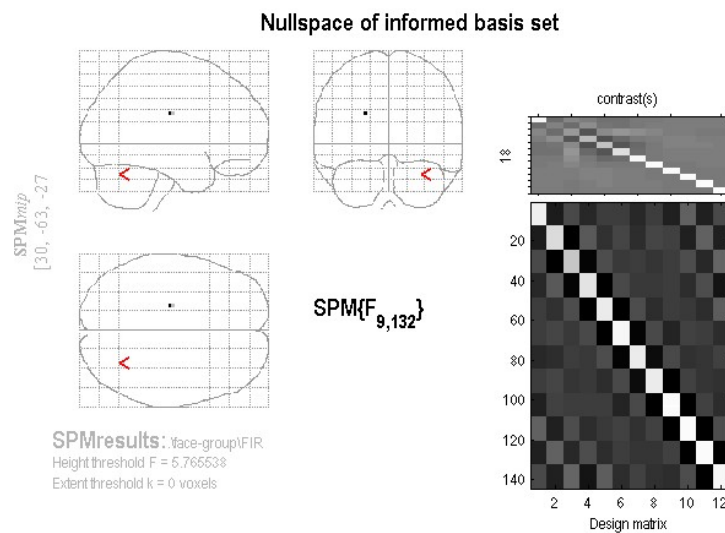 Nullspace of informed basis set
contrast(s)
18
SPMmip
[30, -63, -27]
<
<
<
SPM{F9,132}
SPMresults: .\face-group\FIR
Height threshold F = 5.765538
Extent threshold k = 0 voxels
20
40
60
80
100
120
140
2 4 6 8 10 12
Design matrix